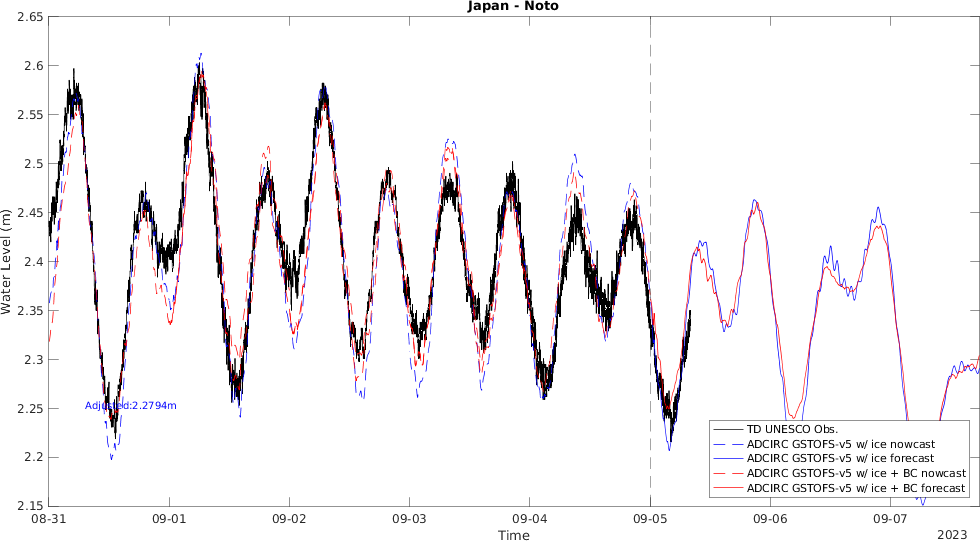 Japan - Noto
2.65
2.6
2.55
2.5
2.45
2.4
2.35
2.3
2.25
2.2
2.15
Water Level (m)
Adjusted:2.2794m
TD UNESCO Obs.
ADCIRC GSTOFS-v5 w/ ice nowcast
ADCIRC GSTOFS-v5 w/ ice forecast
ADCIRC GSTOFS-v5 w/ ice + BC nowcast
ADCIRC GSTOFS-v5 w/ ice + BC forecast
08-31 09-01 09-02 09-03 09-04 09-05 09-06 09-07
Time
2023